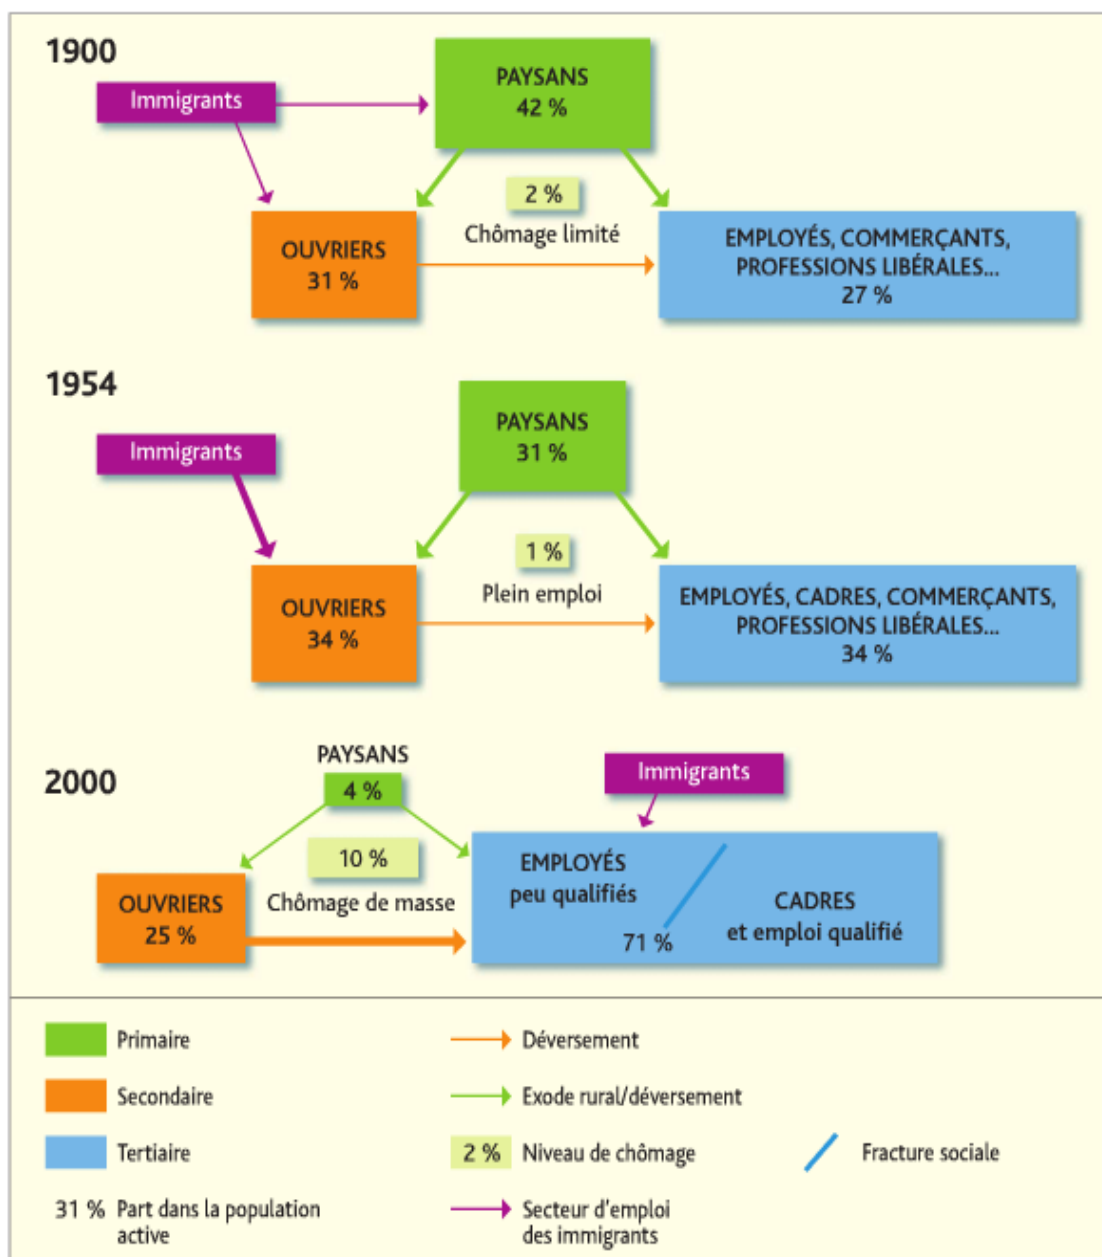 1900
Immigrants
PAYSANS
42 %
2 %
Chômage limité
OUVRIERS
31 %
EMPLOYÉS, COMMERÇANTS,
PROFESSIONS LIBÉRALES...
27 %
1954
Immigrants
PAYSANS
31 %
1 %
Plein emploi
OUVRIERS
34 %
EMPLOYÉS, CADRES, COMMERÇANTS,
PROFESSIONS LIBÉRALES...
34 %
2000
PAYSANS
4 %
Immigrants
10 %
Chômage de masse
OUVRIERS
25 %
EMPLOYÉS
peu qualifiés
71 %
CADRES
et emploi qualifié
Primaire
Déversement
Secondaire
Exode rural/déversement
Tertiaire
2 % Niveau de chômage
Fracture sociale
31 % Part dans la population
active
Secteur d'emploi
des immigrants